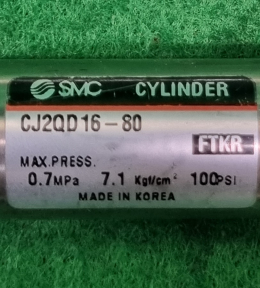 SMC CYLINDER
CJ2QD16-80
FTKR
MAX.PRESS.
0.7MPa 7.1 Kgf/cm² 100PSI
MADE IN KOREA